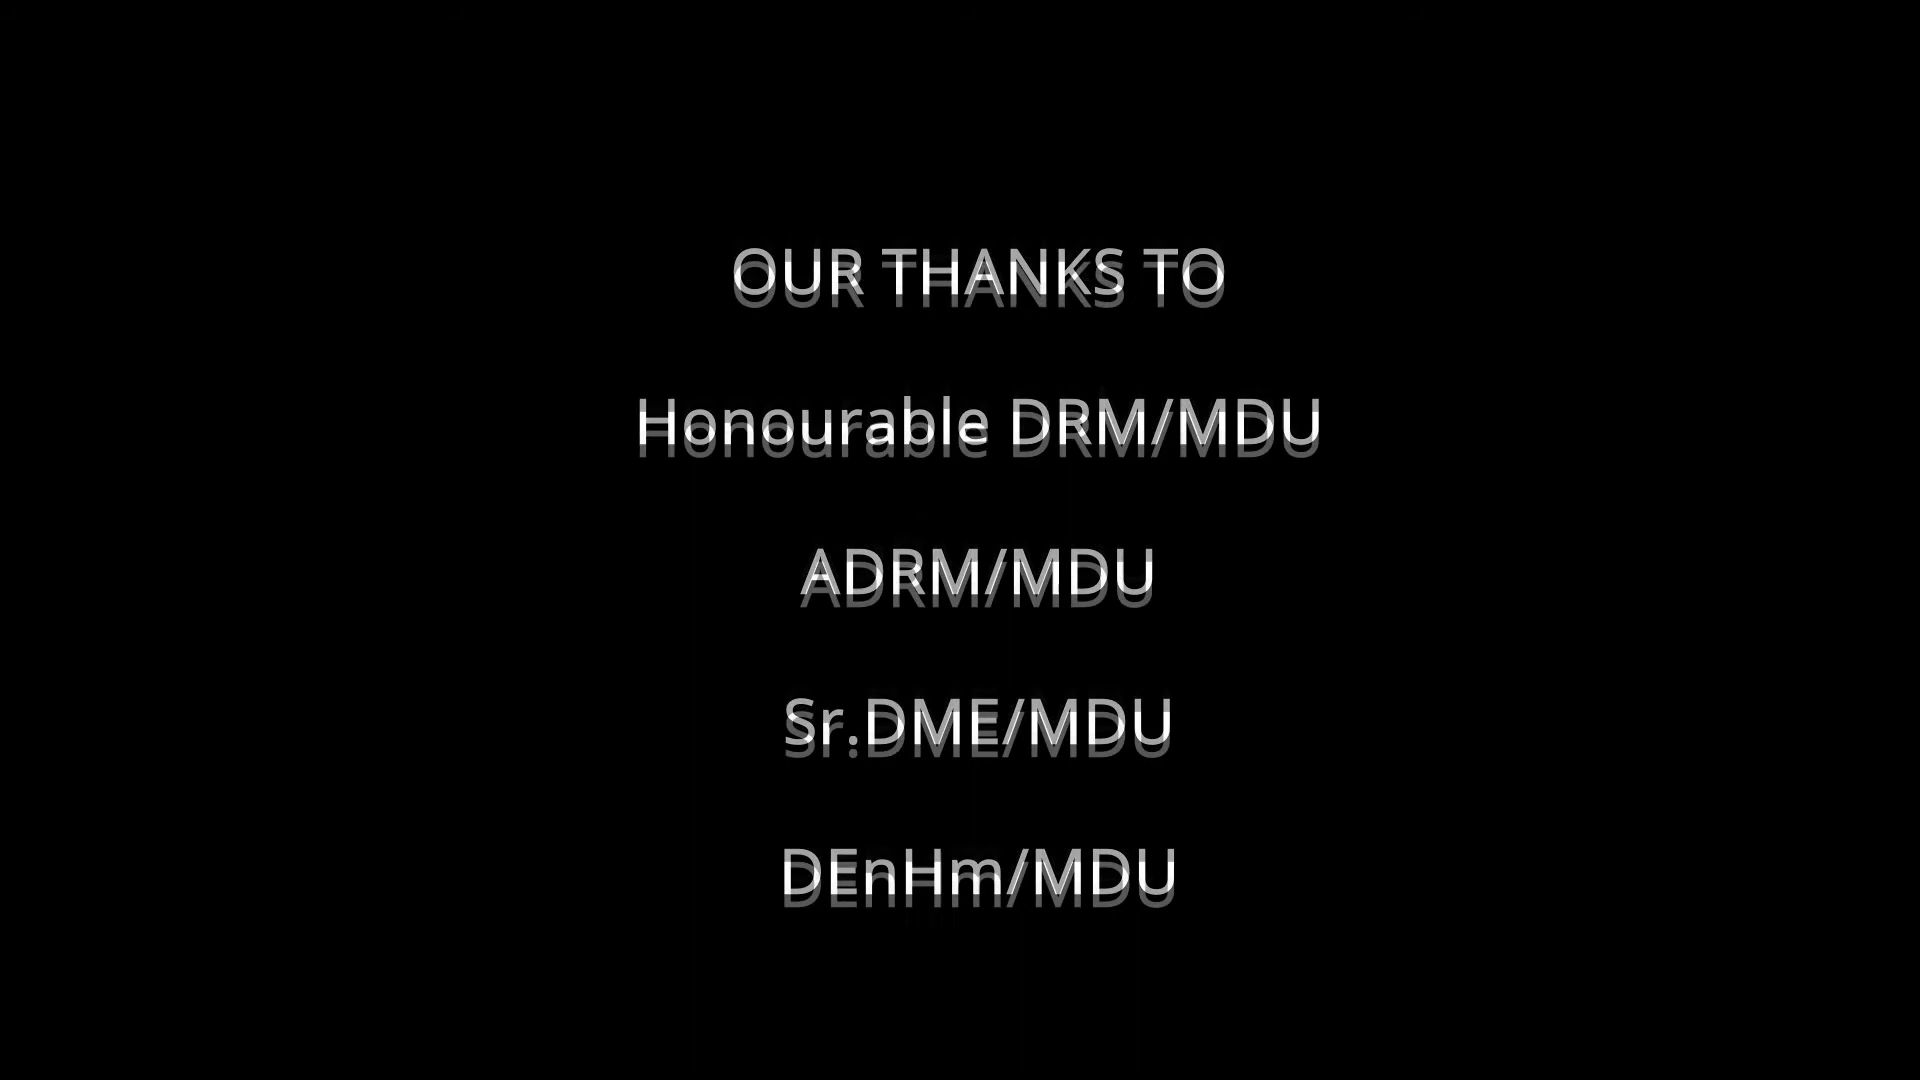 OUR THANKS TO
Honourable DRM/MDU
ADRM/MDU
Sr.DME/MDU
DEnHm/MDU